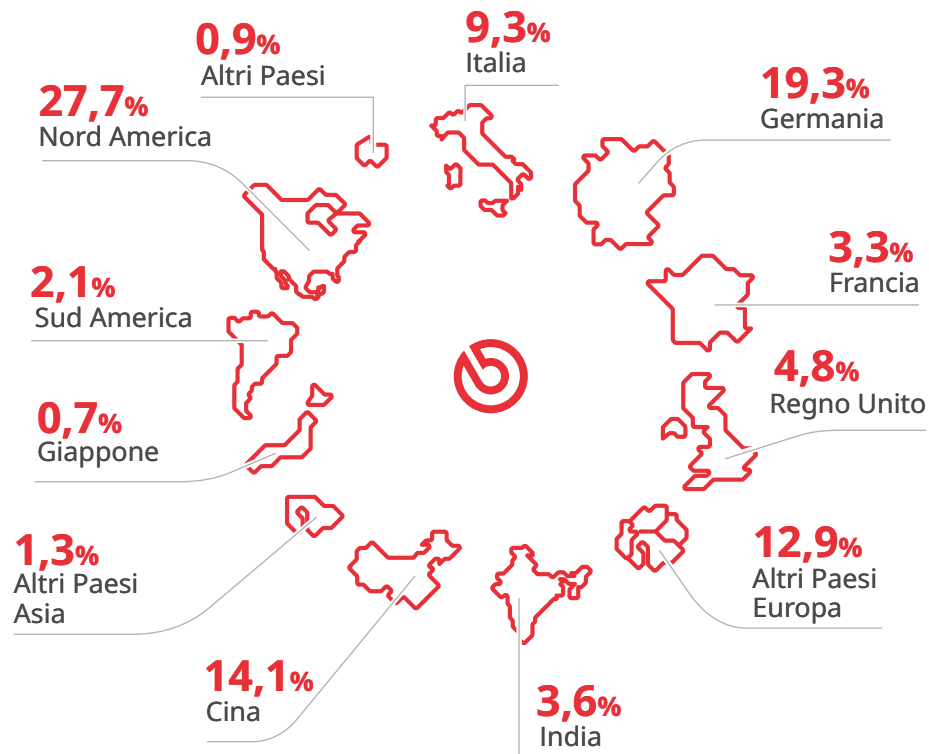 9,3%
Italia
19,3%
Germania
3,3%
Francia
4,8%
Regno Unito
12,9%
Altri Paesi
Europa
3,6%
India
14,1%
Cina
1,3%
Altri Paesi
Asia
0,7%
Giappone
2,1%
Sud America
27,7%
Nord America
0,9%
Altri Paesi